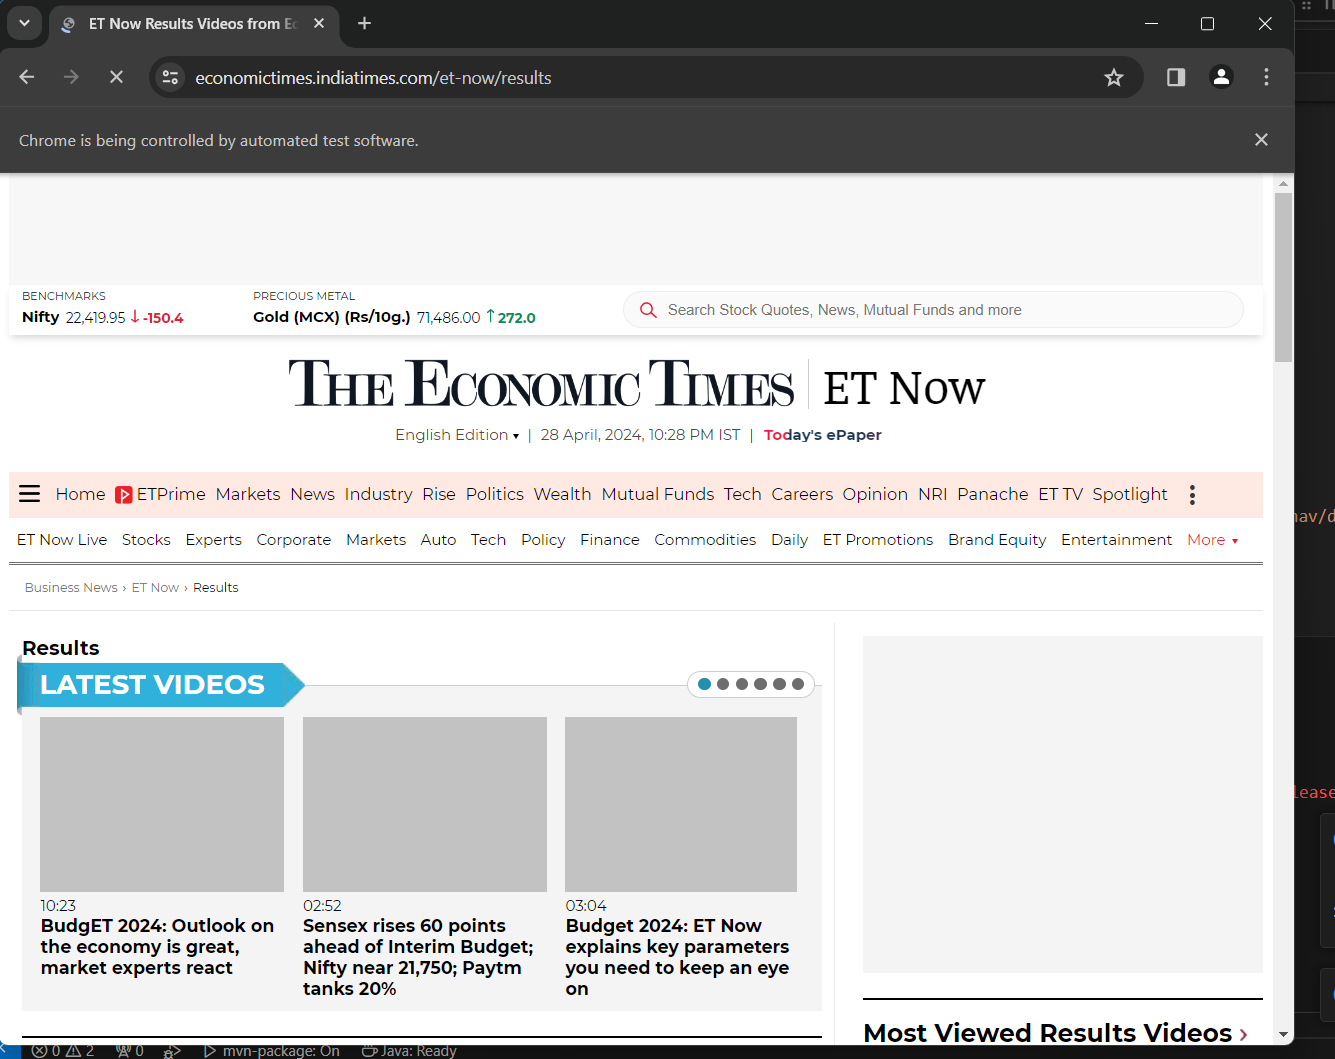 ET Now Results Videos from Ec
economictimes.indiatimes.com/et-now/results
Chrome is being controlled by automated test software.
BENCHMARKS
Nifty 22,419.95 ↓ -150.4
PRECIOUS METAL
Gold (MCX) (Rs/10g.) 71,486.00 ↑ 272.0
Search Stock Quotes, News, Mutual Funds and more
THE ECONOMIC TIMES | ET Now
English Edition ▾ | 28 April, 2024, 10:28 PM IST | Today's ePaper
Home ETPrime Markets News Industry Rise Politics Wealth Mutual Funds Tech Careers Opinion NRI Panache ET TV Spotlight
nav/d
ET Now Live Stocks Experts Corporate Markets Auto Tech Policy Finance Commodities Daily ET Promotions Brand Equity Entertainment More ▾
Business News › ET Now › Results
Results
LATEST VIDEOS
10:23
BudgET 2024: Outlook on
the economy is great,
market experts react
02:52
Sensex rises 60 points
ahead of Interim Budget;
Nifty near 21,750; Paytm
tanks 20%
03:04
Budget 2024: ET Now
explains key parameters
you need to keep an eye
on
lease
Most Viewed Results Videos ›
0 2 0 mvn-package: On Java: Ready